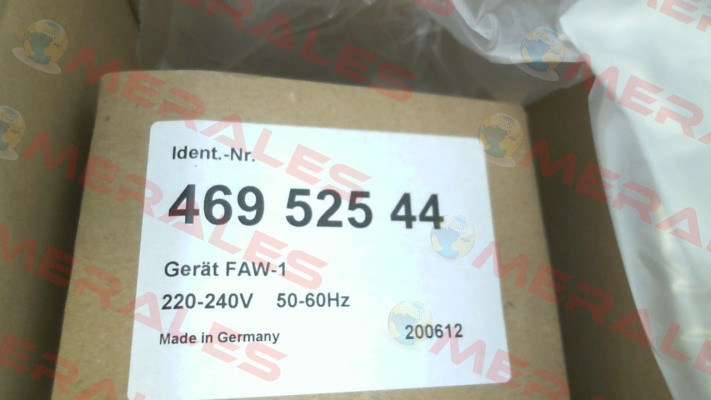 Ident.-Nr.
469 525 44
Gerät FAW-1
220-240V 50-60Hz
Made in Germany 200612
MERALES
MERALES
MERALES
MERALES
MERALES